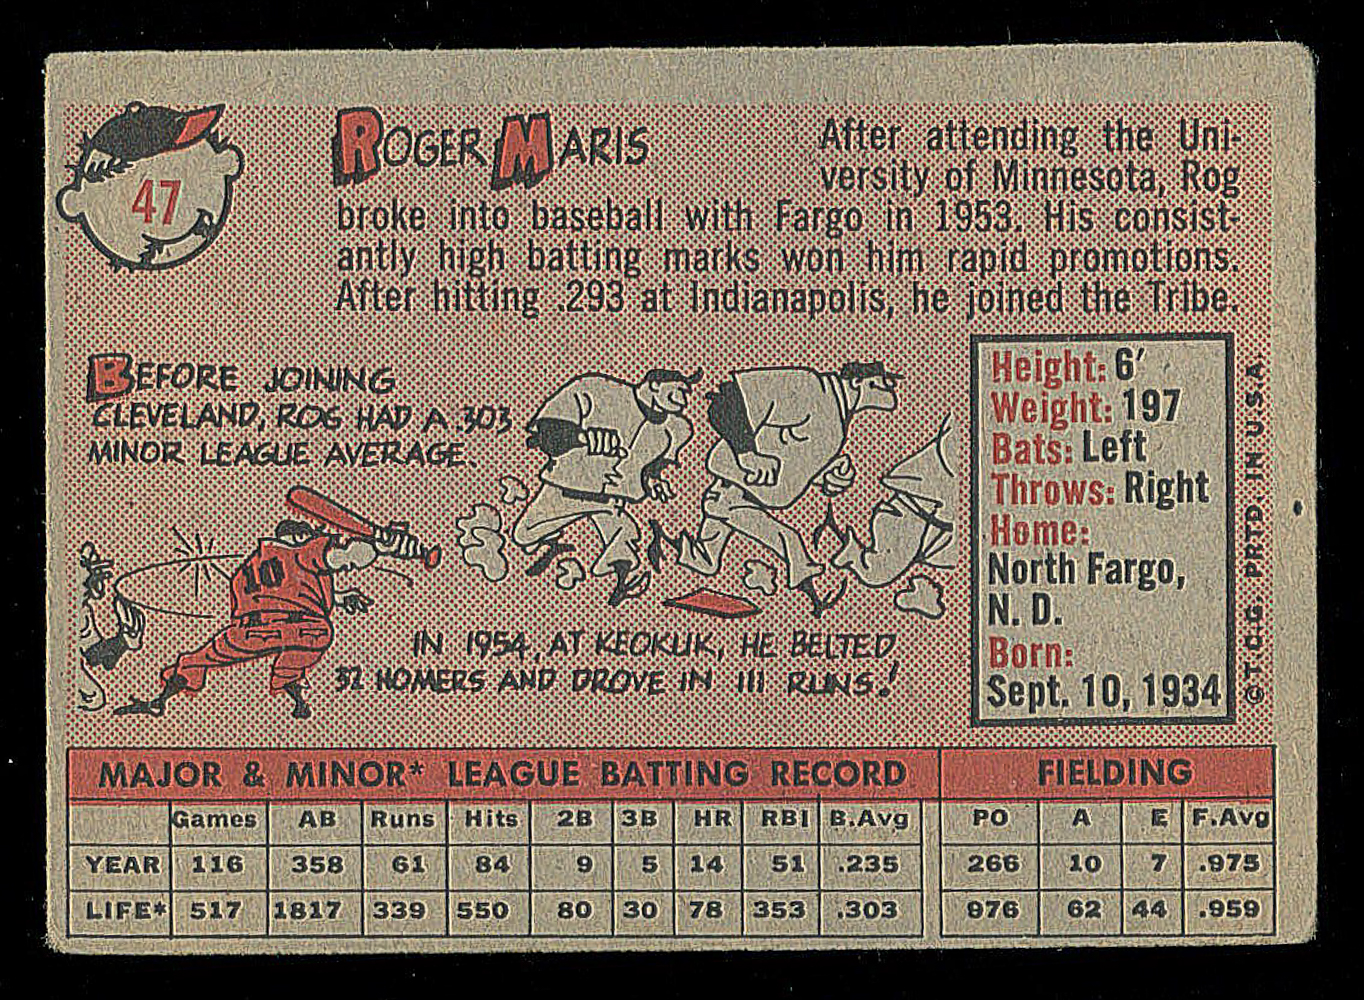 47
ROGER MARIS
After attending the Uni-
versity of Minnesota, Rog
broke into baseball with Fargo in 1953. His consist-
antly high batting marks won him rapid promotions.
After hitting .293 at Indianapolis, he joined the Tribe.
BEFORE JOINING
CLEVELAND, ROG HAD A .303
MINOR LEAGUE AVERAGE.
10
IN 1954, AT KEOKUK, HE BELTED
32 HOMERS AND DROVE IN 111 RUNS!
Height: 6′
Weight: 197
Bats: Left
Throws: Right
Home:
North Fargo,
N. D.
Born:
Sept. 10, 1934
©T.C.G. PRTD. IN U.S.A.
MAJOR & MINOR* LEAGUE BATTING RECORD FIELDING
Games AB Runs Hits 2B 3B HR RBI B.Avg PO A E F.Avg
YEAR 116 358 61 84 9 5 14 51 .235 266 10 7 .975
LIFE* 517 1817 339 550 80 30 78 353 .303 976 62 44 .959